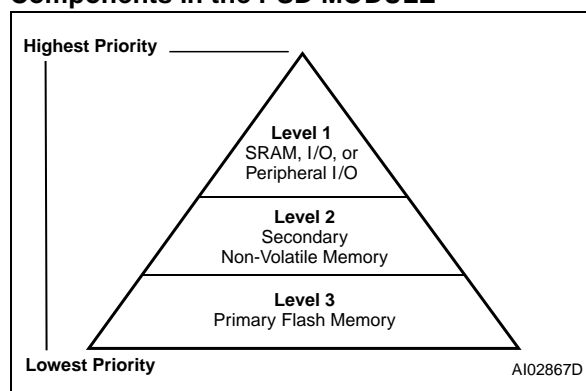 Components in the PSD MODULE
Highest Priority
Level 1
SRAM, I/O, or
Peripheral I/O
Level 2
Secondary
Non-Volatile Memory
Level 3
Primary Flash Memory
Lowest Priority
AI02867D